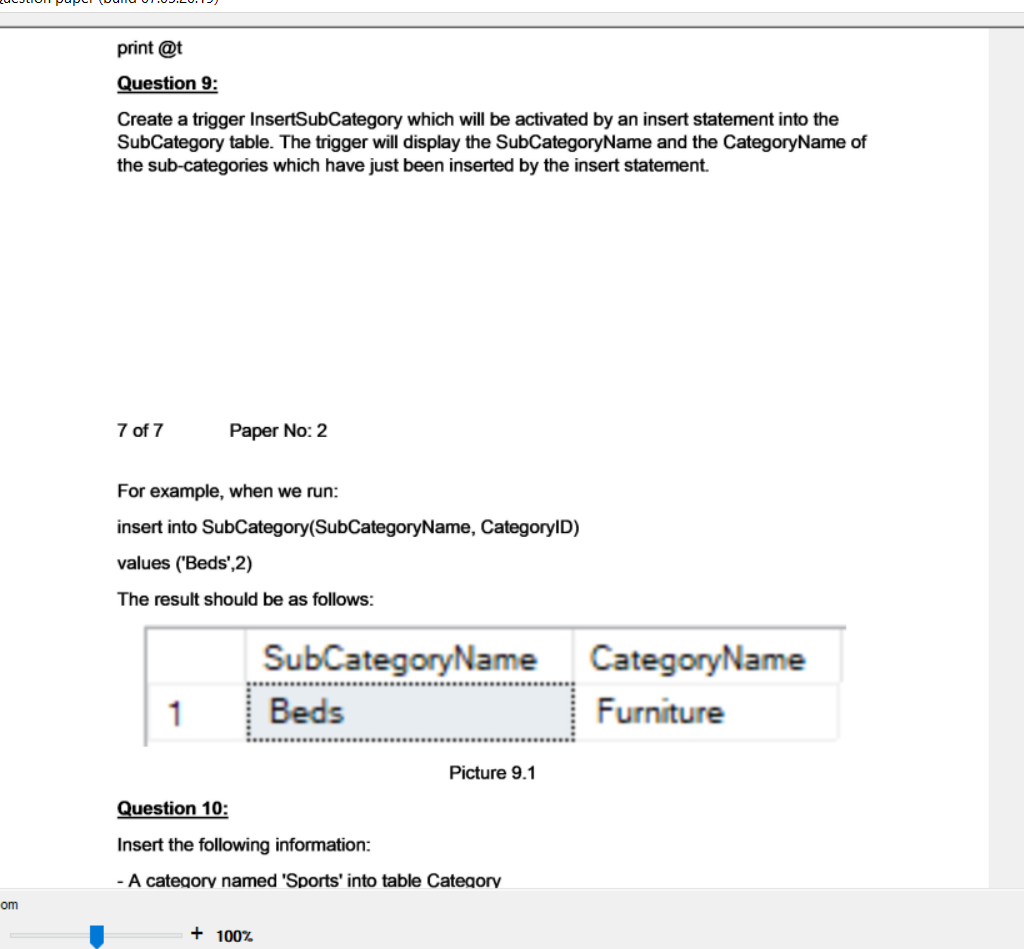 print @t
Question 9:
Create a trigger InsertSubCategory which will be activated by an insert statement into the
SubCategory table. The trigger will display the SubCategoryName and the CategoryName of
the sub-categories which have just been inserted by the insert statement.
7 of 7 Paper No: 2
For example, when we run:
insert into SubCategory(SubCategoryName, CategoryID)
values ('Beds',2)
The result should be as follows:
SubCategoryName CategoryName
1 Beds Furniture
Picture 9.1
Question 10:
Insert the following information:
- A category named 'Sports' into table Category
om
+ 100%